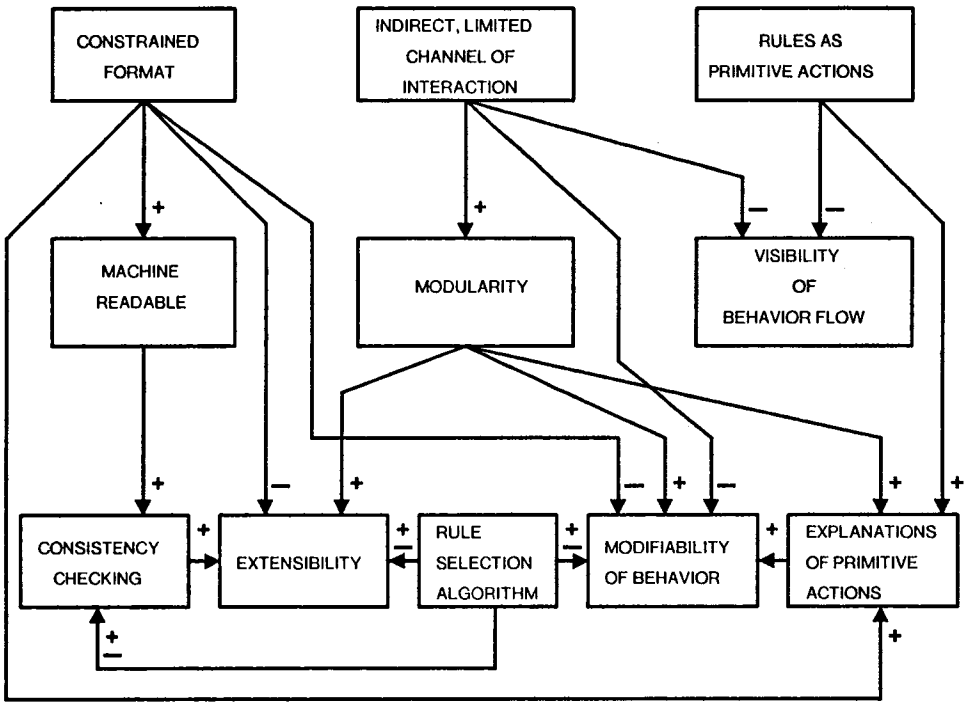 CONSTRAINED
FORMAT
INDIRECT, LIMITED
CHANNEL OF
INTERACTION
RULES AS
PRIMITIVE ACTIONS
+
+
—
—
MACHINE
READABLE
MODULARITY
VISIBILITY
OF
BEHAVIOR FLOW
+
—
+
—
+
—
+
+
CONSISTENCY
CHECKING
+
EXTENSIBILITY
+
—
RULE
SELECTION
ALGORITHM
+
—
MODIFIABILITY
OF BEHAVIOR
+
EXPLANATIONS
OF PRIMITIVE
ACTIONS
+
—
+